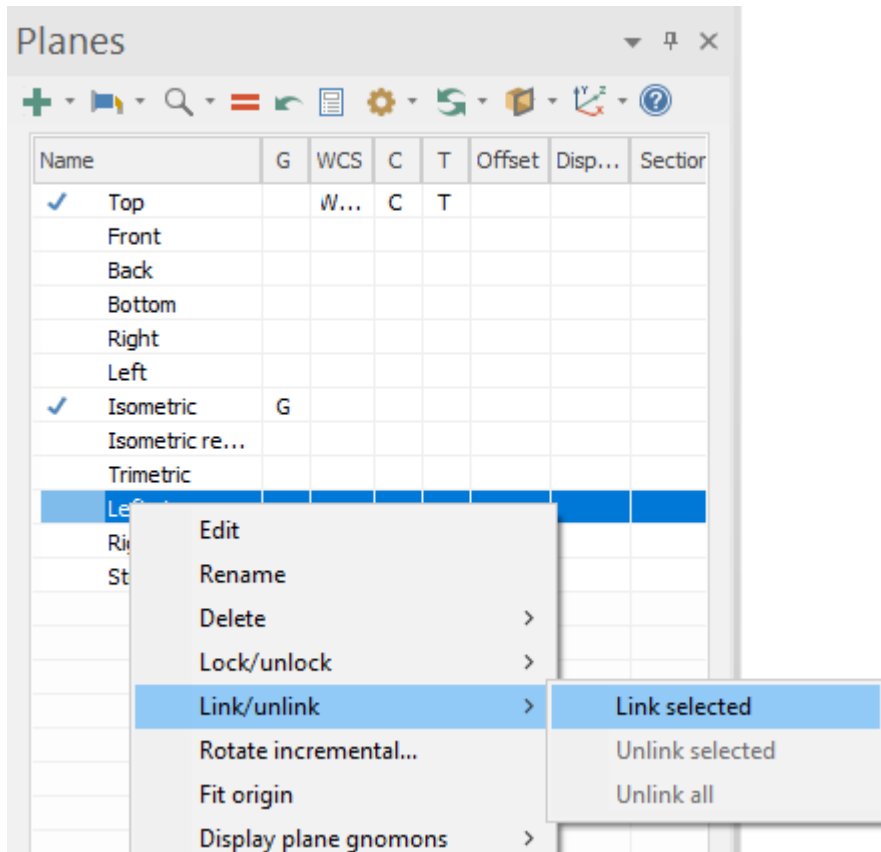 Planes
Name G WCS C T Offset Disp... Section
Top W... C T
Front
Back
Bottom
Right
Left
Isometric G
Isometric re...
Trimetric
Edit
Rename
Delete
Lock/unlock
Link/unlink
Link selected
Rotate incremental...
Unlink selected
Fit origin
Unlink all
Display plane gnomons